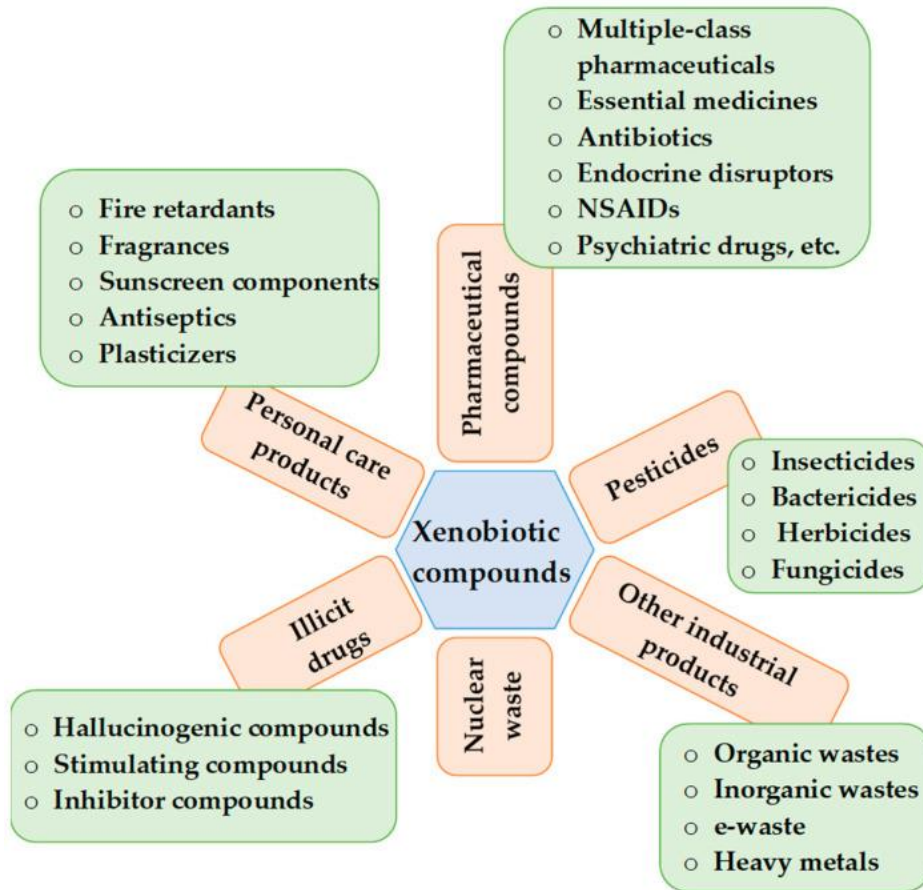 ○ Multiple-class
pharmaceuticals
○ Essential medicines
○ Antibiotics
○ Endocrine disruptors
○ NSAIDs
○ Psychiatric drugs, etc.
○ Fire retardants
○ Fragrances
○ Sunscreen components
○ Antiseptics
○ Plasticizers
Pharmaceutical
compounds
Personal care
products
Pesticides
○ Insecticides
○ Bactericides
○ Herbicides
○ Fungicides
Xenobiotic
compounds
Illicit
drugs
Nuclear
waste
Other industrial
products
○ Hallucinogenic compounds
○ Stimulating compounds
○ Inhibitor compounds
○ Organic wastes
○ Inorganic wastes
○ e-waste
○ Heavy metals